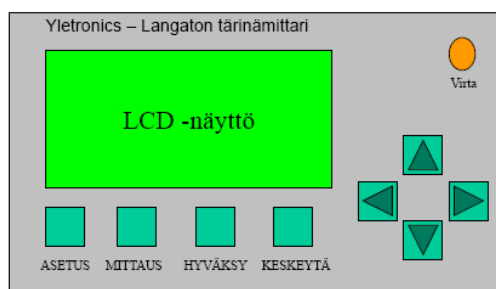 Yletronics – Langaton tärinämittari
LCD -näyttö
Virta
ASETUS MITTAUS HYVÄKSY KESKEYTÄ